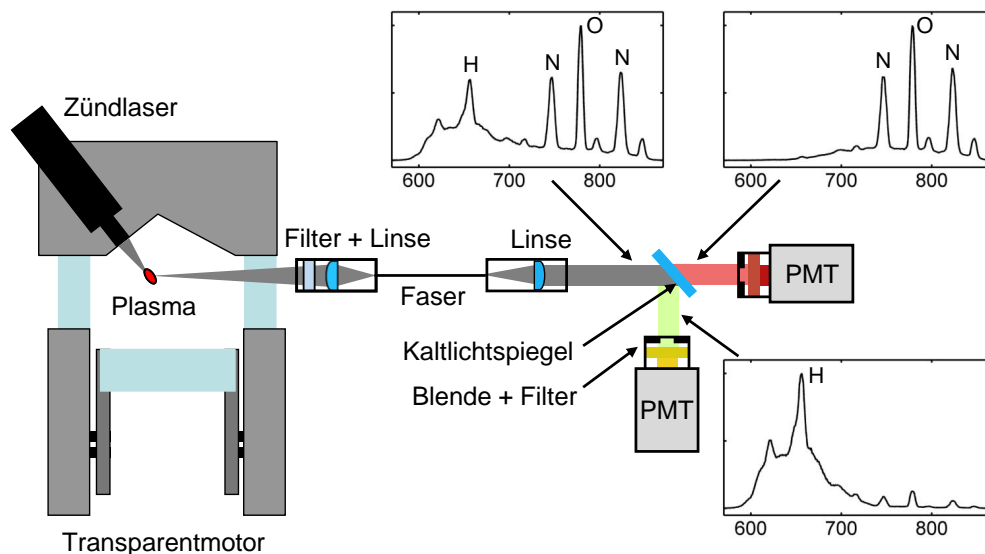 O
H
N
N
600
700
800
O
N
N
600
700
800
Zündlaser
Filter + Linse
Linse
Plasma
Faser
PMT
Kaltlichtspiegel
Blende + Filter
PMT
H
600
700
800
Transparentmotor